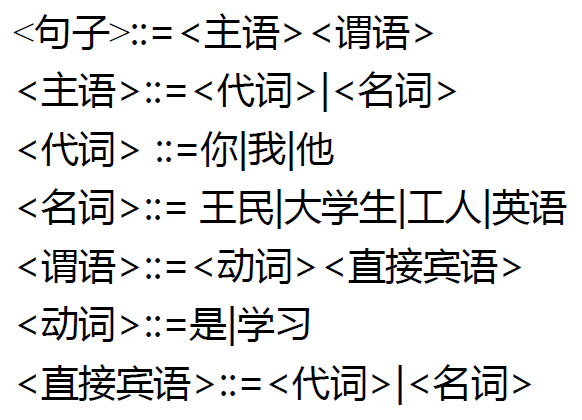 <句子>::=<主语><谓语>
<主语>::=<代词>|<名词>
<代词> ::=你|我|他
<名词>::= 王民|大学生|工人|英语
<谓语>::=<动词><直接宾语>
<动词>::=是|学习
<直接宾语>::=<代词>|<名词>